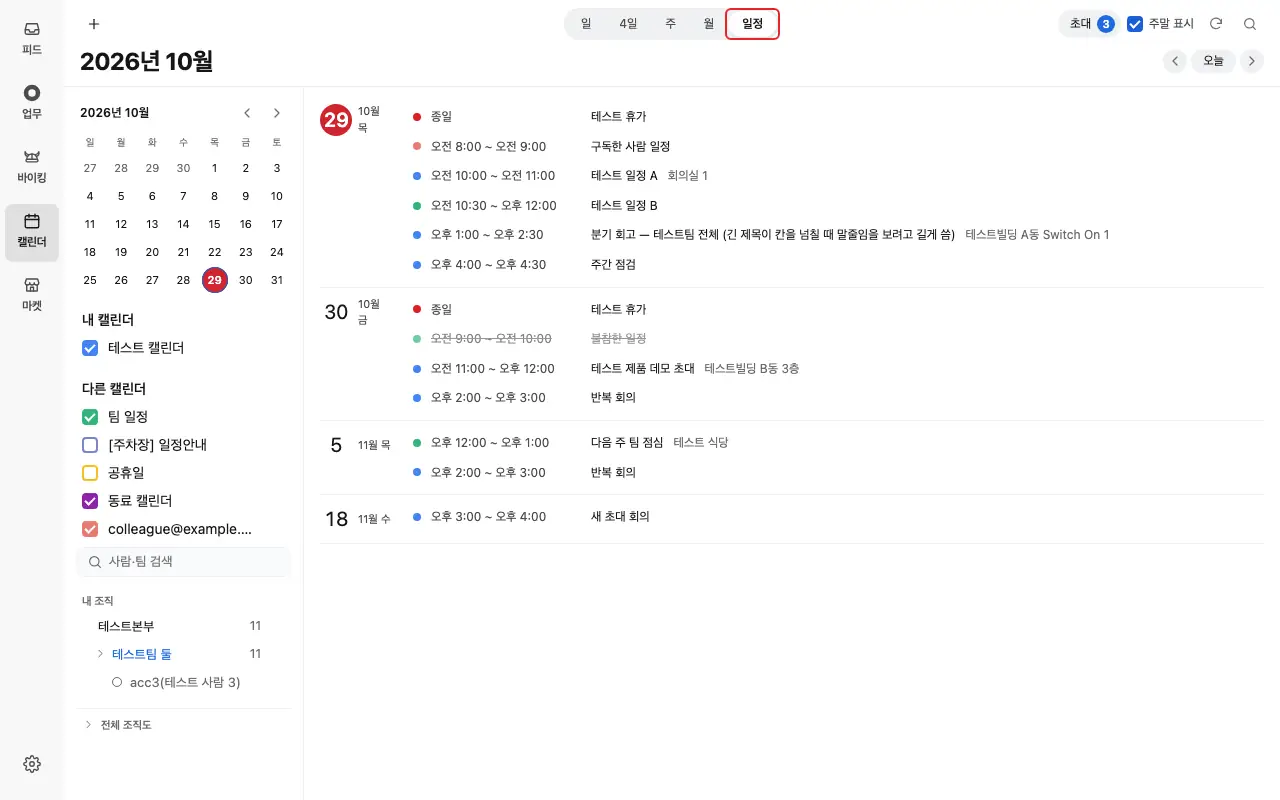 피드
업무
바이킹
캘린더
마켓
일 4일 주 월 일정
초대 3 주말 표시
2026년 10월
오늘
2026년 10월
일 월 화 수 목 금 토
27 28 29 30 1 2 3
4 5 6 7 8 9 10
11 12 13 14 15 16 17
18 19 20 21 22 23 24
25 26 27 28 29 30 31
내 캘린더
테스트 캘린더
다른 캘린더
팀 일정
[주차장] 일정안내
공휴일
동료 캘린더
colleague@example....
사람·팀 검색
내 조직
테스트본부 11
테스트팀 둘 11
acc3(테스트 사람 3)
전체 조직도
29 10월 목
종일 테스트 휴가
오전 8:00 ~ 오전 9:00 구독한 사람 일정
오전 10:00 ~ 오전 11:00 테스트 일정 A 회의실 1
오전 10:30 ~ 오후 12:00 테스트 일정 B
오후 1:00 ~ 오후 2:30 분기 회고 — 테스트팀 전체 (긴 제목이 칸을 넘칠 때 말줄임을 보려고 길게 씀) 테스트빌딩 A동 Switch On 1
오후 4:00 ~ 오후 4:30 주간 점검
30 10월 금
종일 테스트 휴가
오전 9:00 ~ 오전 10:00 불참한 일정
오전 11:00 ~ 오후 12:00 테스트 제품 데모 초대 테스트빌딩 B동 3층
오후 2:00 ~ 오후 3:00 반복 회의
5 11월 목
오후 12:00 ~ 오후 1:00 다음 주 팀 점심 테스트 식당
오후 2:00 ~ 오후 3:00 반복 회의
18 11월 수
오후 3:00 ~ 오후 4:00 새 초대 회의